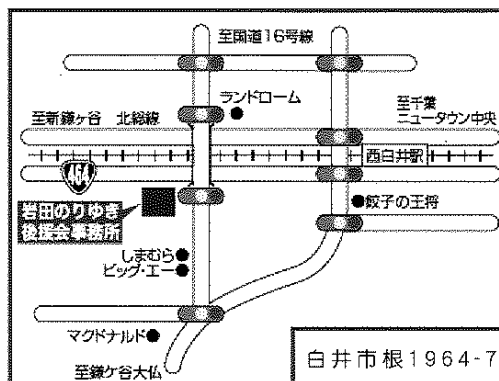 至国道16号線
ランドローム
至新鎌ヶ谷 北総線
至千葉
ニュータウン中央
西白井駅
464
岩田のりゆき
後援会事務所
餃子の王将
しまむら
ビッグ・エー
マクドナルド
至鎌ケ谷大仏
白井市根1964-7